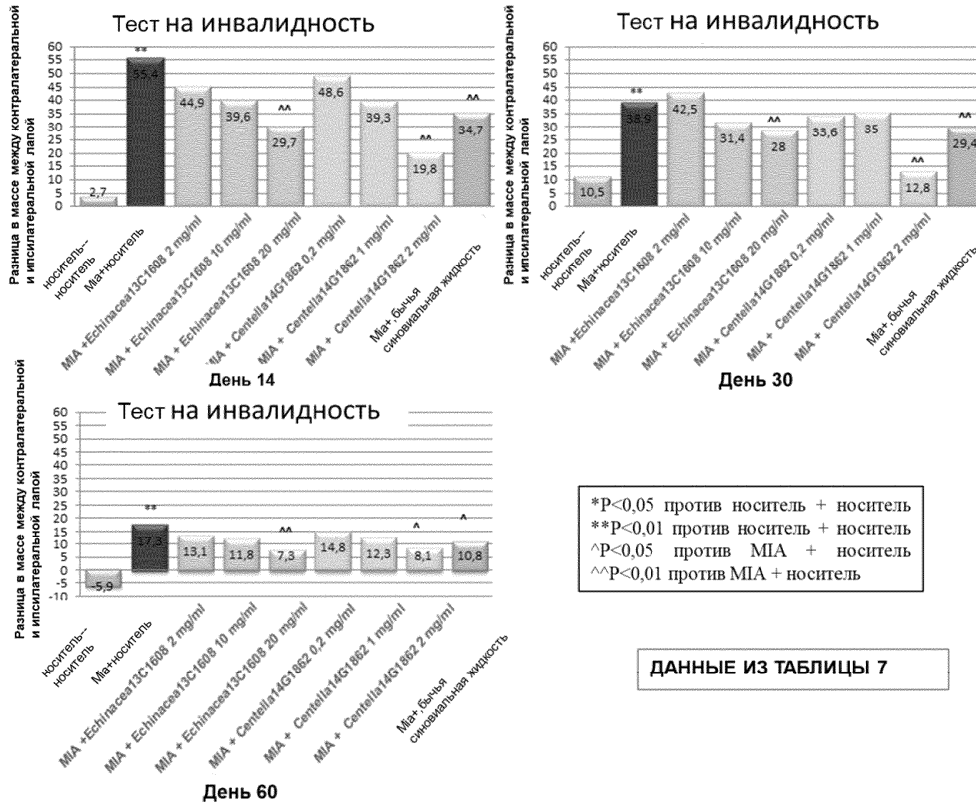 Тест на инвалидность
Разница в массе между контралатеральной
и ипсилатеральной лапой
60
55
50
45
40
35
30
25
20
15
10
5
0
2,7
**
55,4
44,9
39,6
^^
29,7
48,6
39,3
^^
19,8
^^
34,7
носитель--
носитель
Mia+носитель
MIA +Echinacea13C1608 2 mg/ml
MIA + Echinacea13C1608 10 mg/ml
MIA + Echinacea13C1608 20 mg/ml
MIA + Centella14G1862 0,2 mg/ml
MIA + Centella14G1862 1 mg/ml
MIA + Centella14G1862 2 mg/ml
Mia+,бычья
синовиальная жидкость
День 14
Тест на инвалидность
Разница в массе между контралатеральной
и ипсилатеральной лапой
60
55
50
45
40
35
30
25
20
15
10
5
0
10,5
**
38,9
42,5
31,4
^^
28
33,6
35
^^
12,8
^^
29,4
носитель--
носитель
Mia+носитель
MIA +Echinacea13C1608 2 mg/ml
MIA + Echinacea13C1608 10 mg/ml
MIA + Echinacea13C1608 20 mg/ml
MIA + Centella14G1862 0,2 mg/ml
MIA + Centella14G1862 1 mg/ml
MIA + Centella14G1862 2 mg/ml
Mia+,бычья
синовиальная жидкость
День 30
Тест на инвалидность
Разница в массе между контралатеральной
и ипсилатеральной лапой
60
55
50
45
40
35
30
25
20
15
10
5
0
-5
-10
-5,9
**
17,3
13,1
11,8
^^
7,3
14,8
12,3
^
8,1
^
10,8
носитель--
носитель
Mia+носитель
MIA +Echinacea13C1608 2 mg/ml
MIA + Echinacea13C1608 10 mg/ml
MIA + Echinacea13C1608 20 mg/ml
MIA + Centella14G1862 0,2 mg/ml
MIA + Centella14G1862 1 mg/ml
MIA + Centella14G1862 2 mg/ml
Mia+,бычья
синовиальная жидкость
День 60
*P<0,05 против носитель + носитель
**P<0,01 против носитель + носитель
^P<0,05 против MIA + носитель
^^P<0,01 против MIA + носитель
ДАННЫЕ ИЗ ТАБЛИЦЫ 7